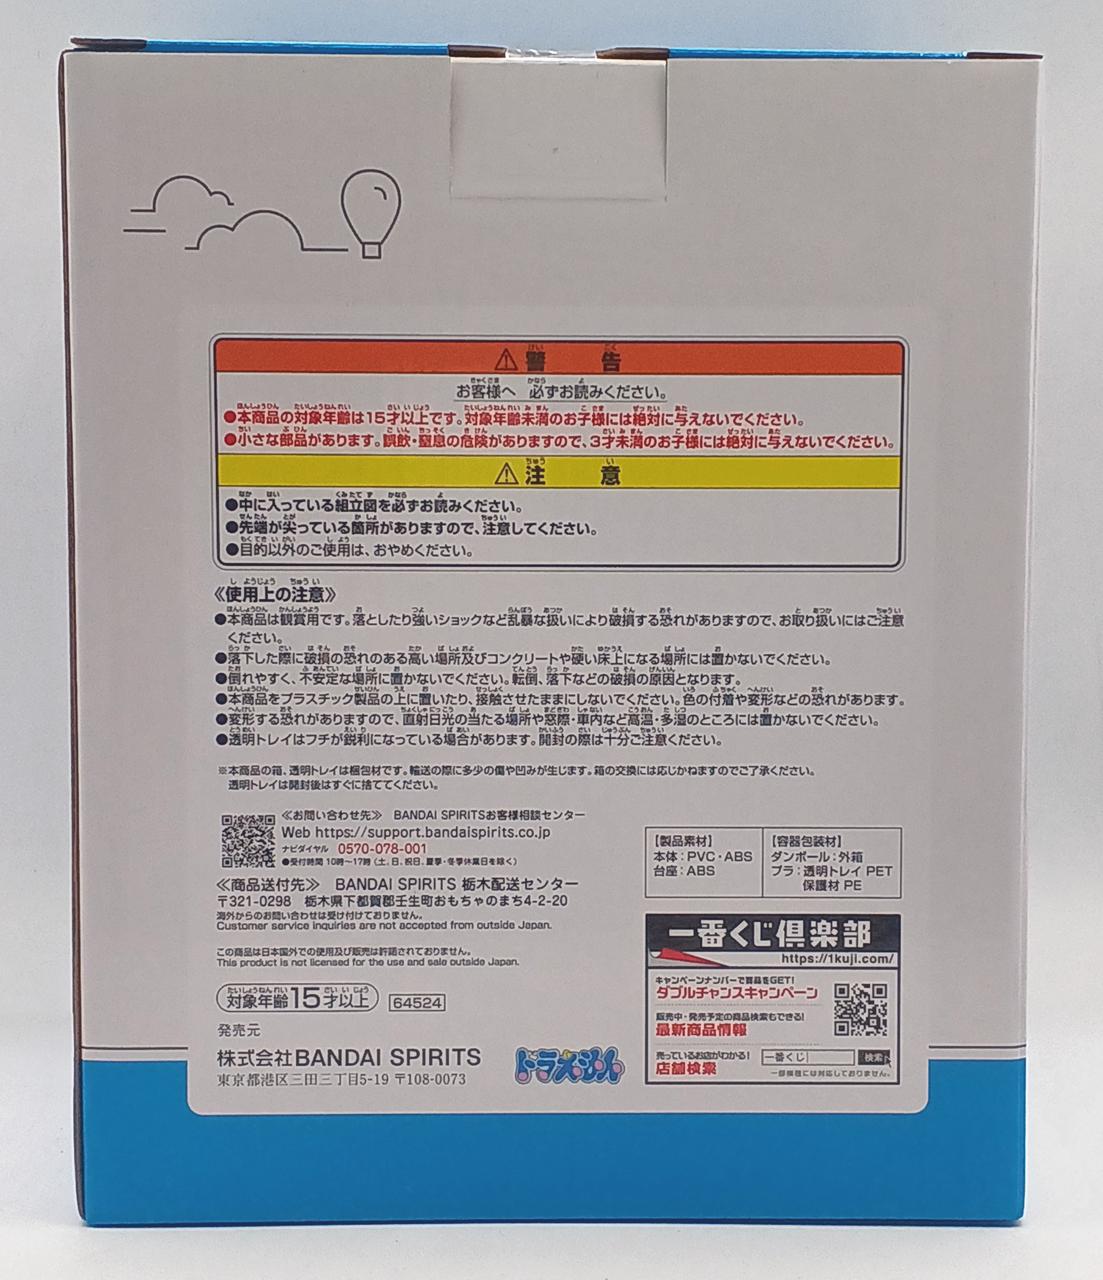 ⚠警告
お客様へ 必ずお読みください。
●本商品の対象年齢は15才以上です。対象年齢未満のお子様には絶対に与えないでください。
●小さな部品があります。誤飲・窒息の危険がありますので、3才未満のお子様には絶対に与えないでください。
⚠注意
●中に入っている組立図を必ずお読みください。
●先端が尖っている箇所がありますので、注意してください。
●目的以外のご使用は、おやめください。
《使用上の注意》
●本商品は観賞用です。落としたり強いショックなど乱暴な扱いにより破損する恐れがありますので、お取り扱いにはご注意
ください。
●落下した際に破損の恐れのある高い場所及びコンクリートや硬い床上になる場所には置かないでください。
●倒れやすく、不安定な場所に置かないでください。転倒、落下などの破損の原因となります。
●本商品をプラスチック製品の上に置いたり、接触させたままにしないでください。色の付着や変形などの恐れがあります。
●変形する恐れがありますので、直射日光の当たる場所や窓際・車内など高温・多湿のところには置かないでください。
●透明トレイはフチが鋭利になっている場合があります。開封の際は十分ご注意ください。
※本商品の箱、透明トレイは梱包材です。輸送の際に多少の傷や凹みが生じます。箱の交換には応じかねますのでご了承ください。
透明トレイは開封後はすぐに捨ててください。
≪お問い合わせ先≫ BANDAI SPIRITSお客様相談センター
Web https://support.bandaispirits.co.jp
ナビダイヤル 0570-078-001
●受付時間 10時〜17時（土、日、祝日、夏季・冬季休業日を除く）
≪商品送付先≫ BANDAI SPIRITS 栃木配送センター
〒321-0298 栃木県下都賀郡壬生町おもちゃのまち4-2-20
海外からのお問い合わせは受け付けておりません。
Customer service inquiries are not accepted from outside Japan.
この商品は日本国外での使用及び販売は許諾されておりません。
This product is not licensed for the use and sale outside Japan.
対象年齢15才以上 64524
発売元
株式会社BANDAI SPIRITS
東京都港区三田三丁目5-19 〒108-0073
ドラえもん
【製品素材】
本体：PVC・ABS
台座：ABS
【容器包装材】
ダンボール：外箱
プラ：透明トレイ PET
保護材 PE
一番くじ倶楽部
https://1kuji.com/
キャンペーンナンバーで賞品をGET!
ダブルチャンスキャンペーン
販売中・発売予定の商品検索もできる!
最新商品情報
売っているお店がわかる!
店舗検索
一番くじ 検索
一部機種には対応しておりません。